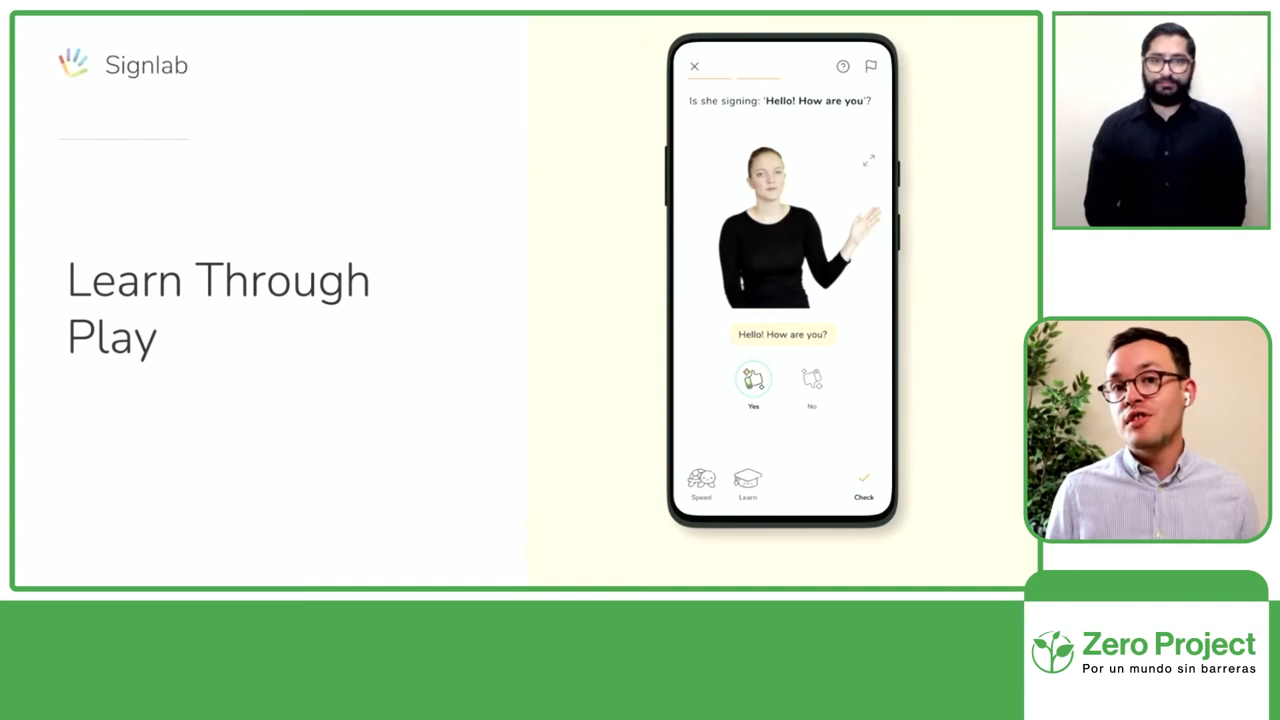 Signlab
Learn Through
Play
Is she signing: 'Hello! How are you'?
Hello! How are you?
Yes
No
Speed
Learn
Check
Zero Project
Por un mundo sin barreras